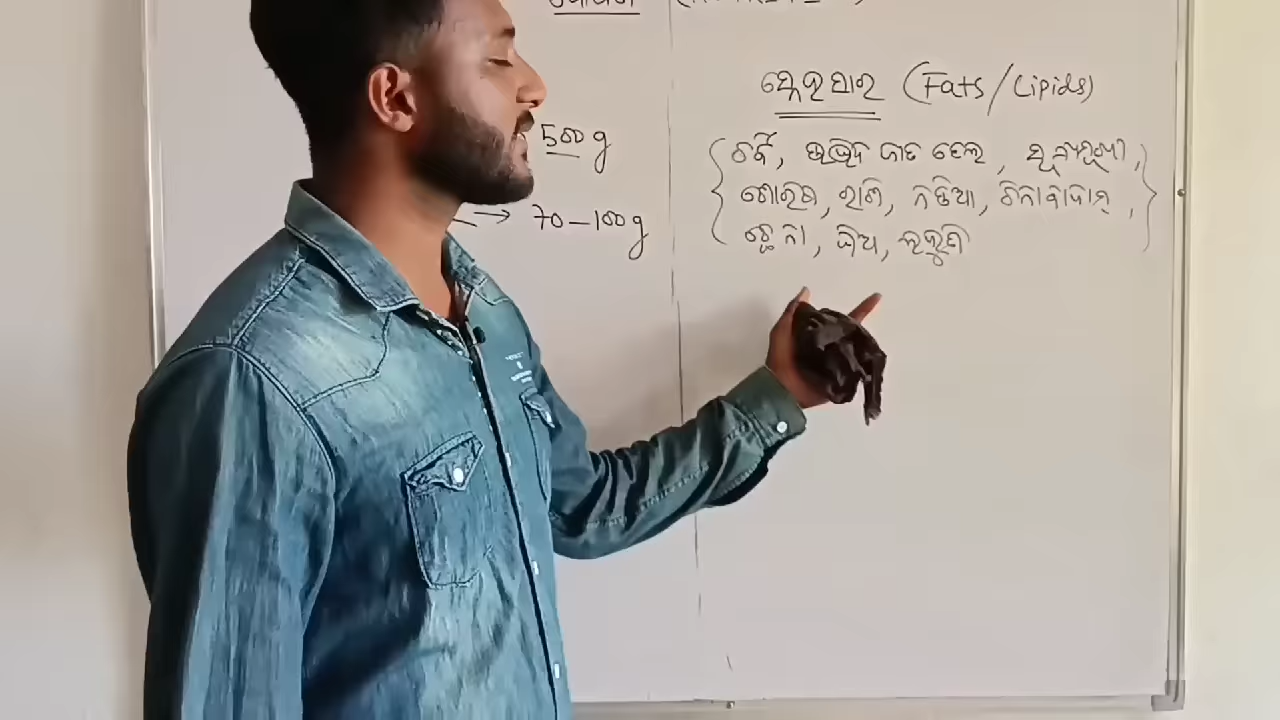 ସ୍ନେହସାର (Fats/Lipids)
500 g
ଚର୍ବି, ଉଦ୍ଭିଦ ଜାତ ତେଲ, ସୂର୍ଯ୍ୟମୁଖୀ,
ସୋରିଷ, ରାଶି, ନଡିଆ, ଚିନାବାଦାମ,
70-100 g
ଛେନା, ଘିଅ, ଲହୁଣି